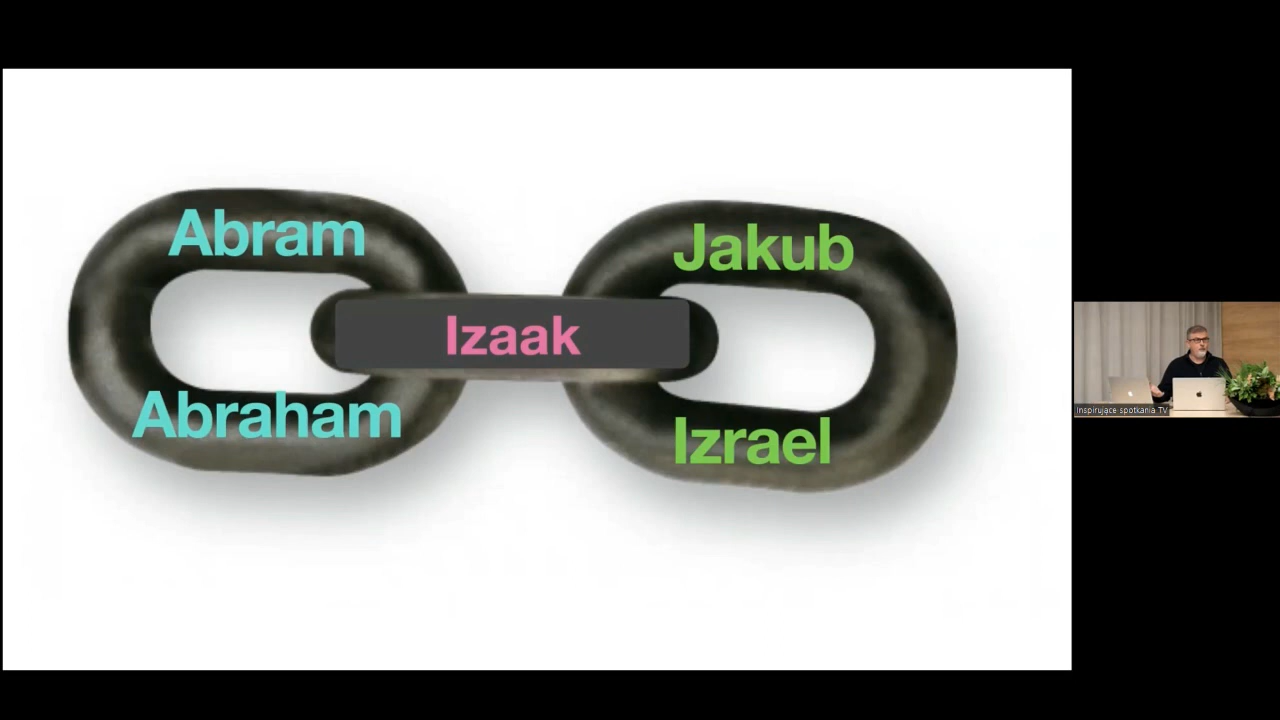 Abram
Jakub
Izaak
Abraham
Izrael
Inspirujące spotkania TV